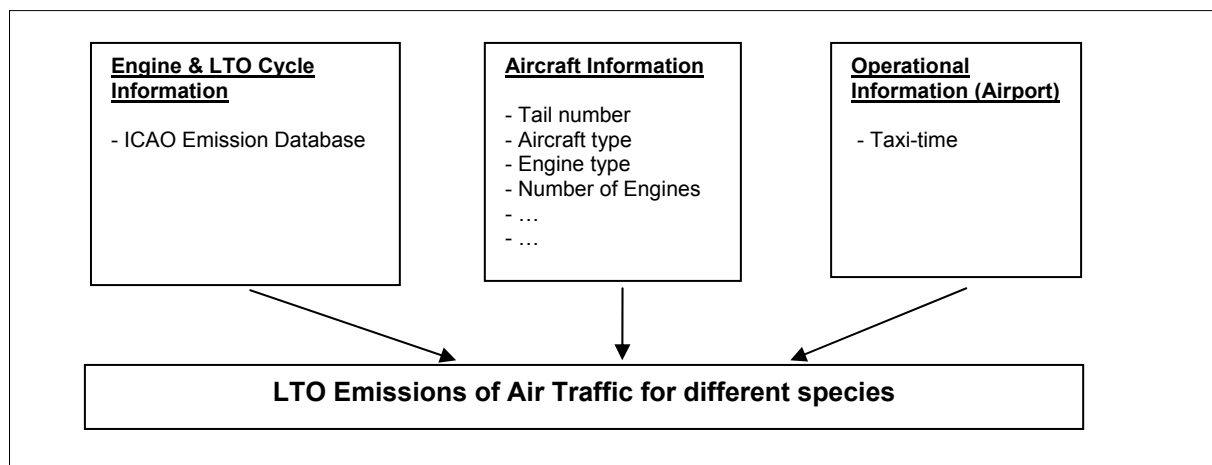 Engine & LTO Cycle
Information
- ICAO Emission Database
Aircraft Information
- Tail number
- Aircraft type
- Engine type
- Number of Engines
- …
- …
Operational
Information (Airport)
- Taxi-time
LTO Emissions of Air Traffic for different species